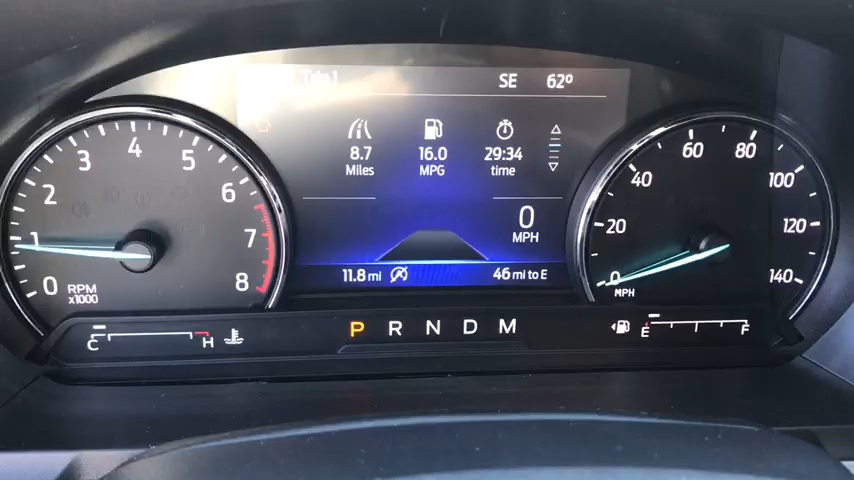 Trip 1
SE 62°
8.7 16.0 29:34
Miles MPG time
0
MPH
11.8 mi 46 mi to E
0 1 2 3 4 5 6 7 8
RPM
x1000
0 20 40 60 80 100 120 140
MPH
C H
P R N D M
E F